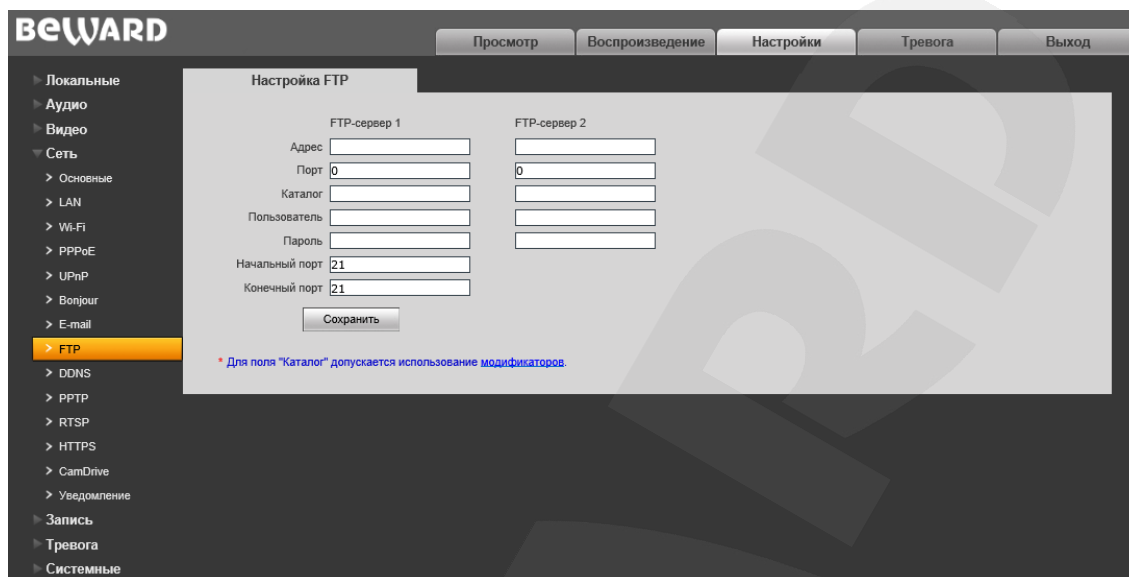 BEWARD
Просмотр Воспроизведение Настройки Тревога Выход
Локальные
Аудио
Видео
Сеть
Основные
LAN
Wi-Fi
PPPoE
UPnP
Bonjour
E-mail
FTP
DDNS
PPTP
RTSP
HTTPS
CamDrive
Уведомление
Запись
Тревога
Системные
Настройка FTP
FTP-сервер 1 FTP-сервер 2
Адрес
Порт 0 0
Каталог
Пользователь
Пароль
Начальный порт 21
Конечный порт 21
Сохранить
* Для поля "Каталог" допускается использование модификаторов.